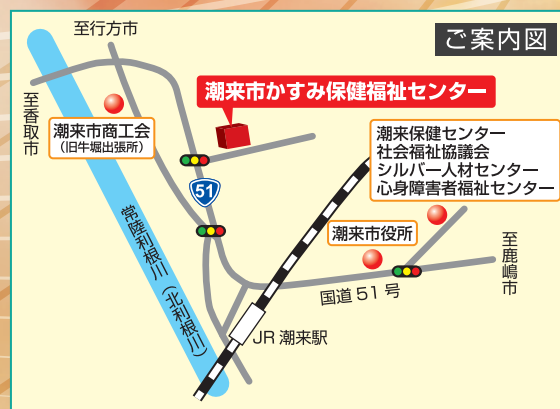 ご案内図
至行方市
至香取市
潮来市かすみ保健福祉センター
潮来市商工会
（旧牛堀出張所）
潮来保健センター
社会福祉協議会
シルバー人材センター
心身障害者福祉センター
51
潮来市役所
至鹿嶋市
国道51号
常陸利根川（北利根川）
JR潮来駅